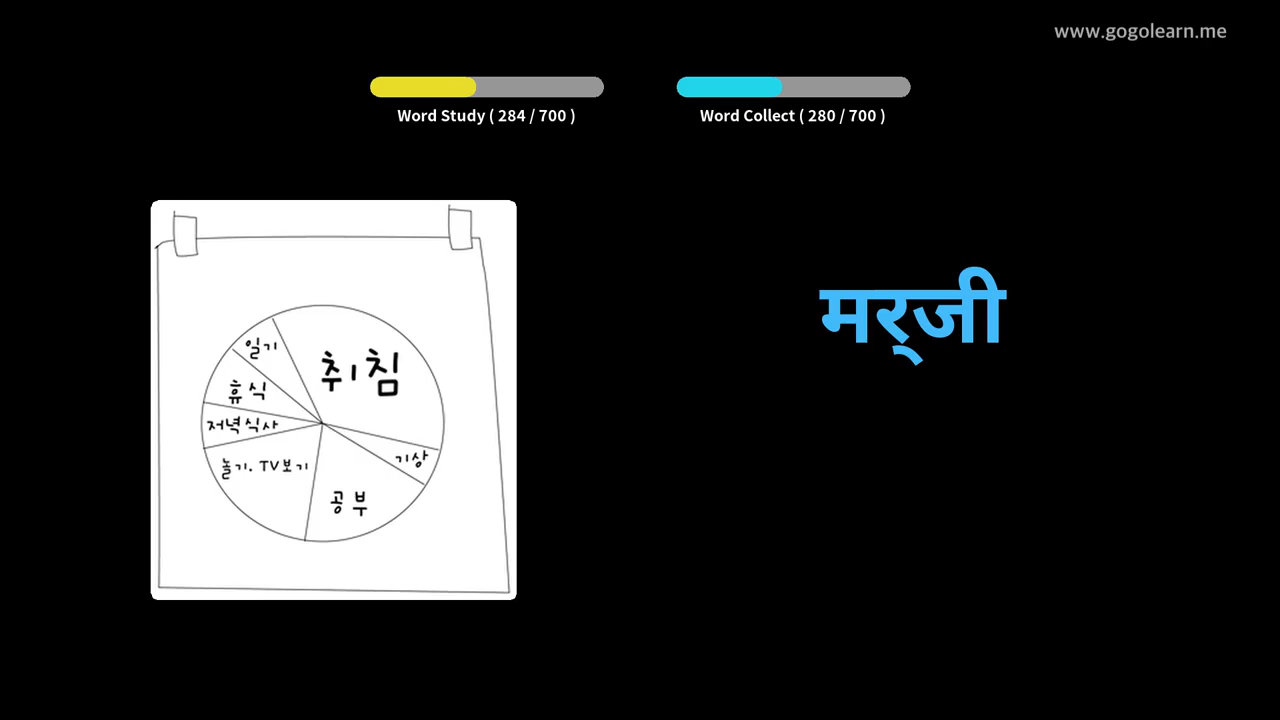 www.gogolearn.me
Word Study ( 284 / 700 )
Word Collect ( 280 / 700 )
일기
취침
휴식
저녁식사
놀기. TV보기
기상
공부
मर्‌जी